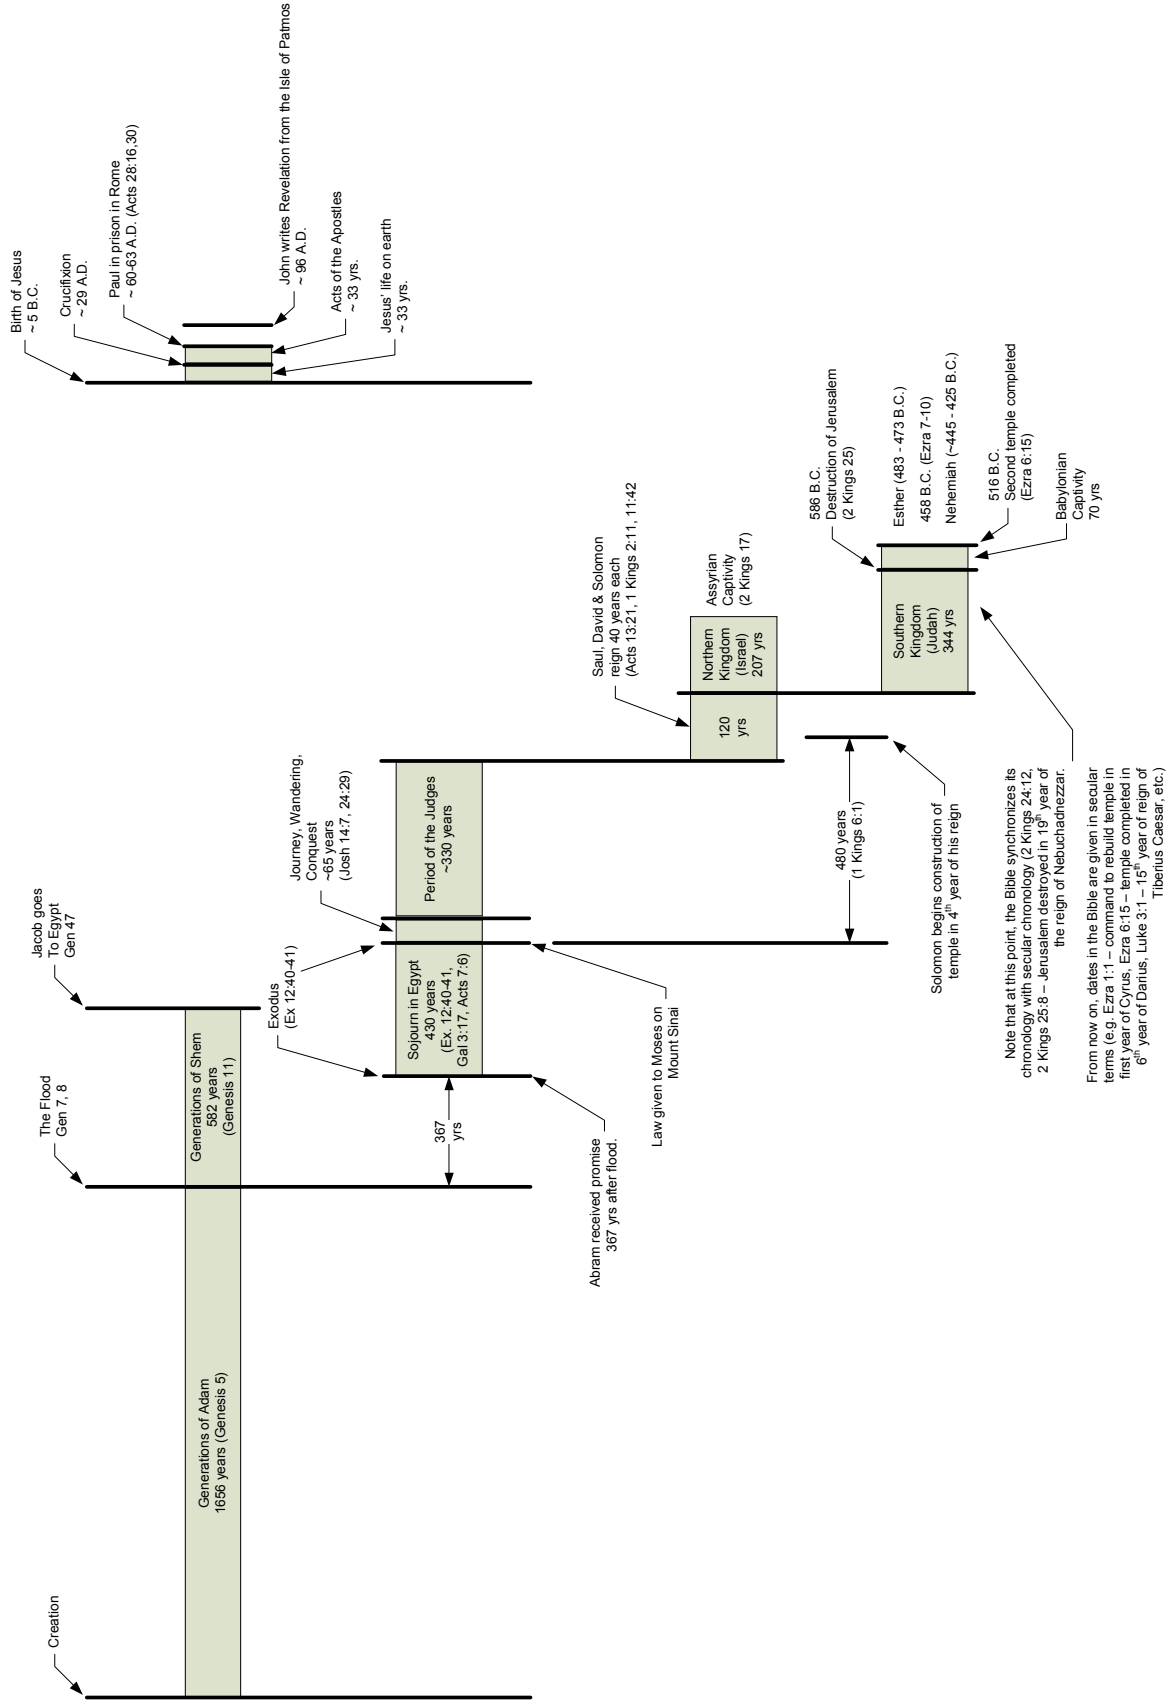 Creation
The Flood
Gen 7, 8
Jacob goes
To Egypt
Gen 47
Birth of Jesus
~ 5 B.C.
Crucifixion
~ 29 A.D.
Paul in prison in Rome
~ 60-63 A.D. (Acts 28:16,30)
John writes Revelation from the Isle of Patmos
~ 96 A.D.
Acts of the Apostles
~ 33 yrs.
Jesus' life on earth
~ 33 yrs.
Generations of Adam
1656 years (Genesis 5)
Generations of Shem
582 years
(Genesis 11)
Exodus
(Ex 12:40-41)
Journey, Wandering,
Conquest
~65 years
(Josh 14:7, 24:29)
367
yrs
Sojourn in Egypt
430 years
(Ex. 12:40-41,
Gal 3:17, Acts 7:6)
Period of the Judges
~330 years
Abram received promise
367 yrs after flood.
Law given to Moses on
Mount Sinai
Saul, David & Solomon
reign 40 years each
(Acts 13:21, 1 Kings 2:11, 11:42
120
yrs
Northern
Kingdom
(Israel)
207 yrs
Assyrian
Captivity
(2 Kings 17)
480 years
(1 Kings 6:1)
Solomon begins construction of
temple in 4th year of his reign
586 B.C.
Destruction of Jerusalem
(2 Kings 25)
Southern
Kingdom
(Judah)
344 yrs
Esther (483 - 473 B.C.)
458 B.C. (Ezra 7-10)
Nehemiah (~445 - 425 B.C.)
516 B.C.
Second temple completed
(Ezra 6:15)
Babylonian
Captivity
70 yrs
Note that at this point, the Bible synchronizes its
chronology with secular chronology (2 Kings 24:12,
2 Kings 25:8 – Jerusalem destroyed in 19th year of
the reign of Nebuchadnezzar.
From now on, dates in the Bible are given in secular
terms (e.g. Ezra 1:1 – command to rebuild temple in
first year of Cyrus, Ezra 6:15 – temple completed in
6th year of Darius, Luke 3:1 – 15th year of reign of
Tiberius Caesar, etc.)